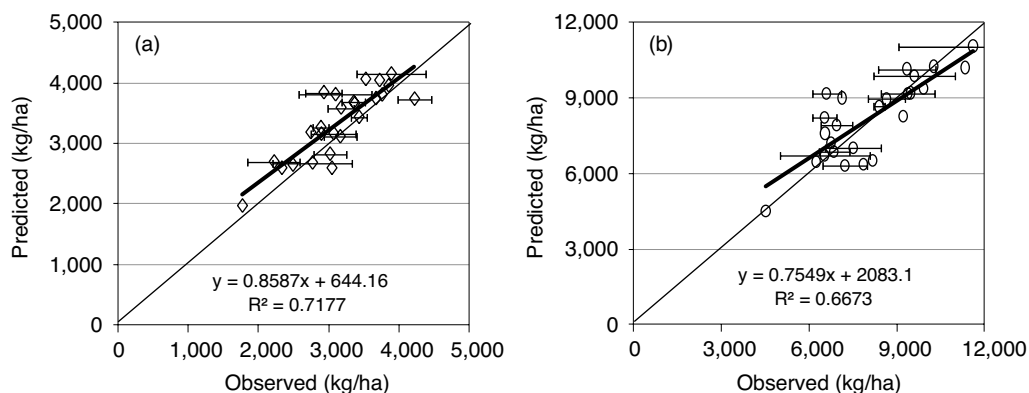 (a)
5,000
4,000
3,000
2,000
1,000
0
Predicted (kg/ha)
y = 0.8587x + 644.16
R² = 0.7177
0 1,000 2,000 3,000 4,000 5,000
Observed (kg/ha)
(b)
12,000
9,000
6,000
3,000
0
Predicted (kg/ha)
y = 0.7549x + 2083.1
R² = 0.6673
0 3,000 6,000 9,000 12,000
Observed (kg/ha)